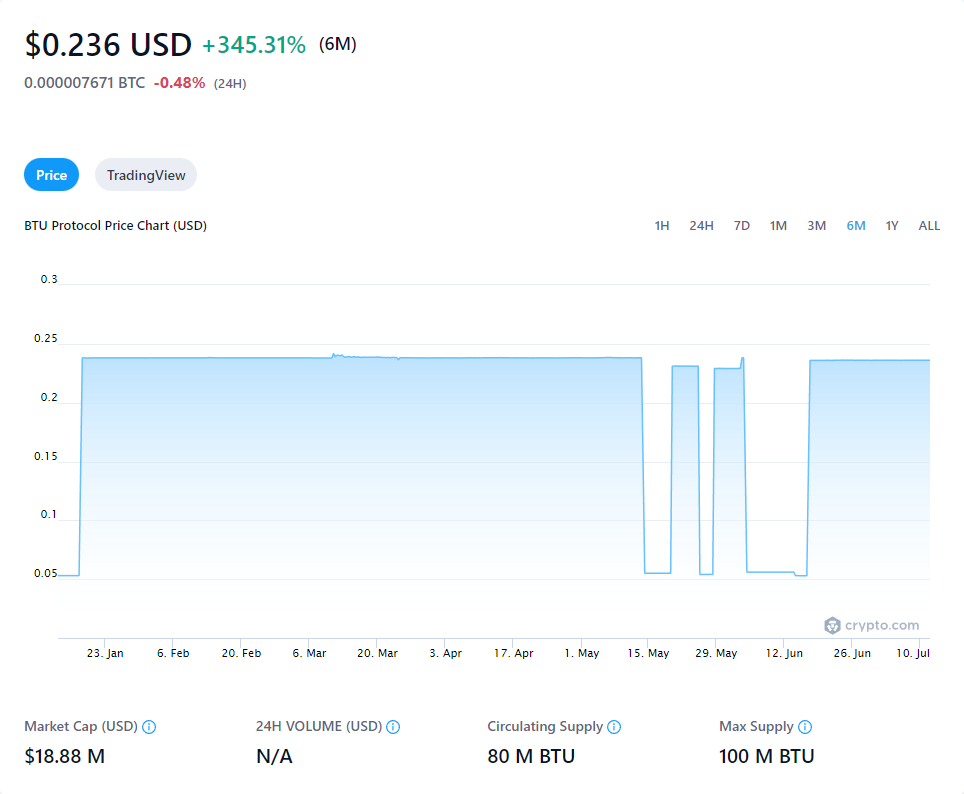 $0.236 USD +345.31% (6M)
0.000007671 BTC -0.48% (24H)
Price TradingView
BTU Protocol Price Chart (USD)
1H 24H 7D 1M 3M 6M 1Y ALL
0.3
0.25
0.2
0.15
0.1
0.05
crypto.com
23. Jan 6. Feb 20. Feb 6. Mar 20. Mar 3. Apr 17. Apr 1. May 15. May 29. May 12. Jun 26. Jun 10. Jul
Market Cap (USD) 24H VOLUME (USD) Circulating Supply Max Supply
$18.88 M N/A 80 M BTU 100 M BTU